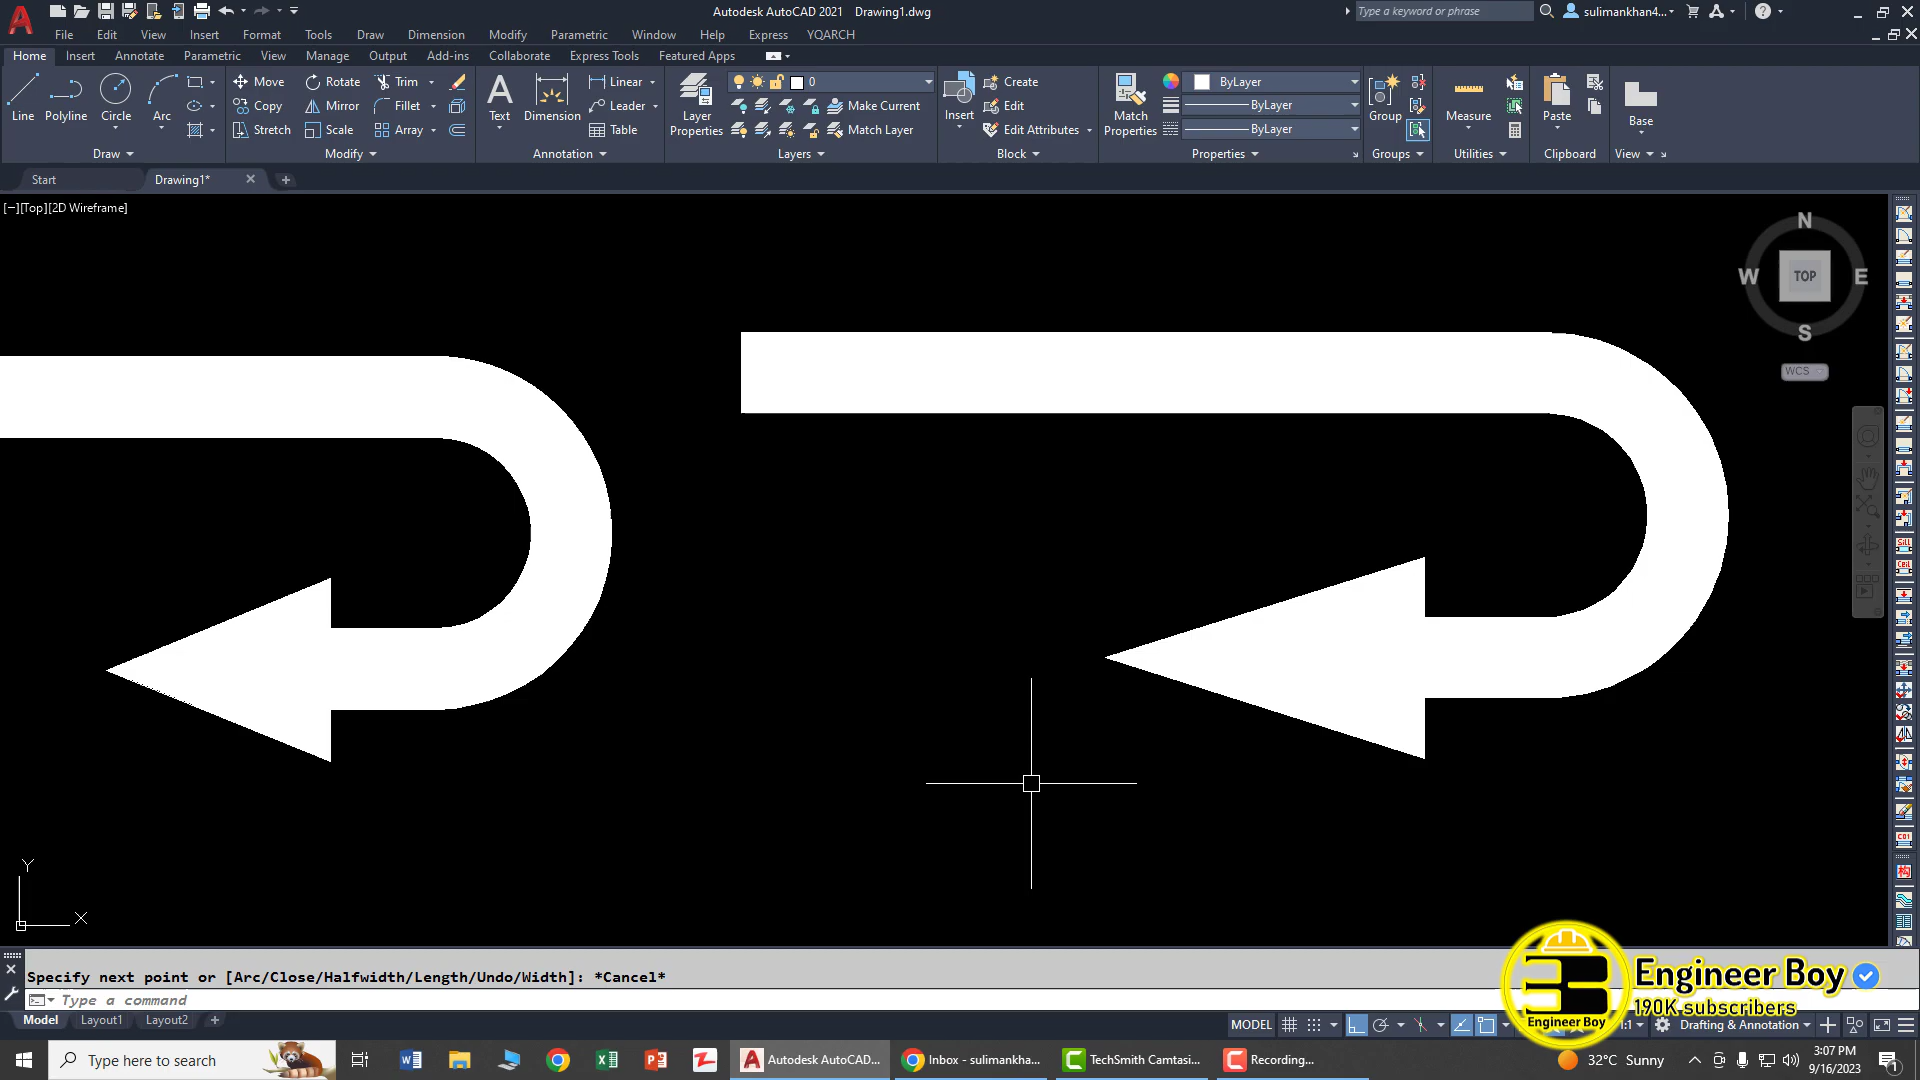 Autodesk AutoCAD 2021 Drawing1.dwg
Type a keyword or phrase
sulimankhan4...
File Edit View Insert Format Tools Draw Dimension Modify Parametric Window Help Express YQARCH
Home Insert Annotate Parametric View Manage Output Collaborate Express Tools Featured Apps Add-ins
Line
Polyline
Circle
Arc
Move Rotate Trim
Copy Mirror Fillet
Stretch Scale Array
Text
Dimension
Linear
Leader
Table
Layer
Properties
0
Make Current
Match Layer
Insert
Create
Edit
Edit Attributes
Match
Properties
ByLayer
ByLayer
ByLayer
Group
Measure
Paste
Base
Draw Modify Annotation Layers Block Properties Groups Utilities Clipboard View
Start Drawing1*
[−][Top][2D Wireframe]
N
W TOP E
S
WCS
Sill
Ceil
C01
构
Y
X
Specify next point or [Arc/Close/Halfwidth/Length/Undo/Width]: *Cancel*
Type a command
Model Layout1 Layout2
Engineer Boy
190K subscribers
Engineer Boy
MODEL 1:1 Drafting & Annotation
Type here to search
Autodesk AutoCAD...
Inbox - sulimankha...
TechSmith Camtasi...
Recording...
32°C Sunny
3:07 PM
9/16/2023